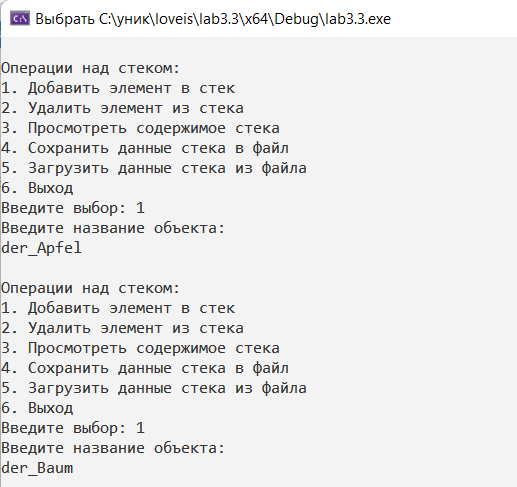 Выбрать C:\уник\loveis\lab3.3\x64\Debug\lab3.3.exe
Операции над стеком:
1. Добавить элемент в стек
2. Удалить элемент из стека
3. Просмотреть содержимое стека
4. Сохранить данные стека в файл
5. Загрузить данные стека из файла
6. Выход
Введите выбор: 1
Введите название объекта:
der_Apfel
Операции над стеком:
1. Добавить элемент в стек
2. Удалить элемент из стека
3. Просмотреть содержимое стека
4. Сохранить данные стека в файл
5. Загрузить данные стека из файла
6. Выход
Введите выбор: 1
Введите название объекта:
der_Baum